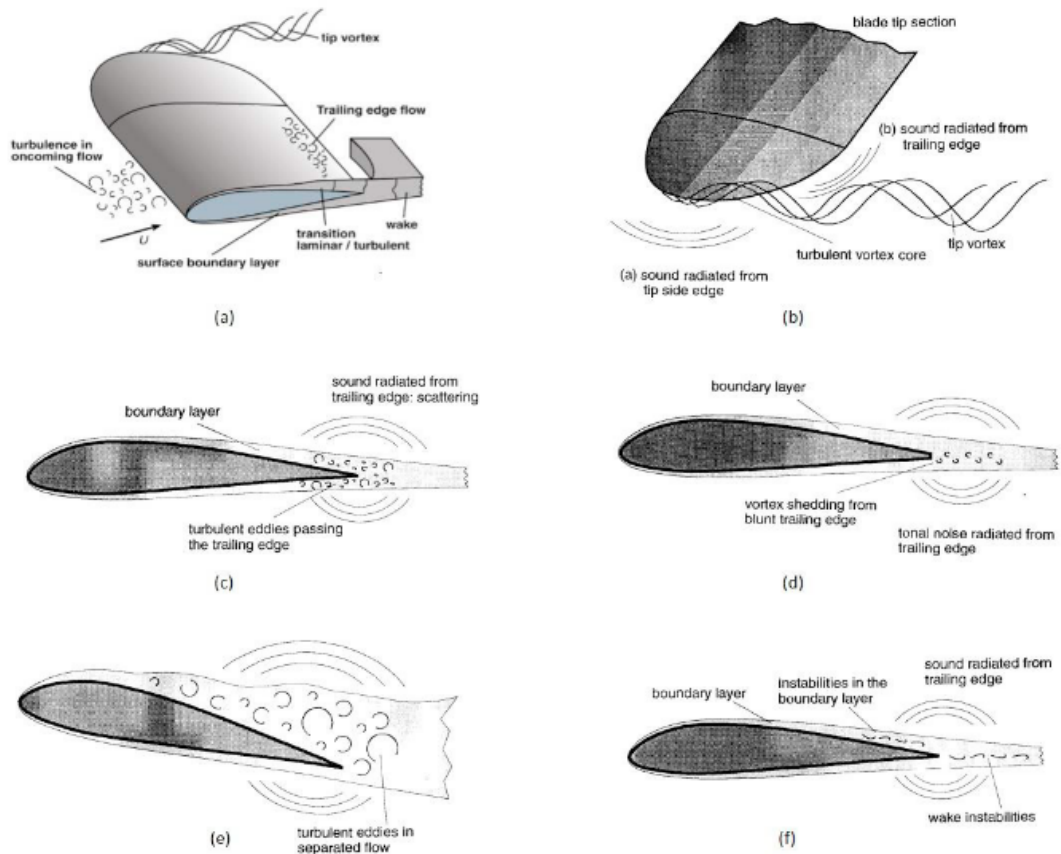 tip vortex
Trailing edge flow
turbulence in
oncoming flow
U
wake
transition
laminar / turbulent
surface boundary layer
(a)
blade tip section
(b) sound radiated from
trailing edge
tip vortex
turbulent vortex core
(a) sound radiated from
tip side edge
(b)
sound radiated from
trailing edge: scattering
boundary layer
turbulent eddies passing
the trailing edge
(c)
boundary layer
vortex shedding from
blunt trailing edge
tonal noise radiated from
trailing edge
(d)
turbulent eddies in
separated flow
(e)
sound radiated from
trailing edge
instabilities in the
boundary layer
boundary layer
wake instabilities
(f)